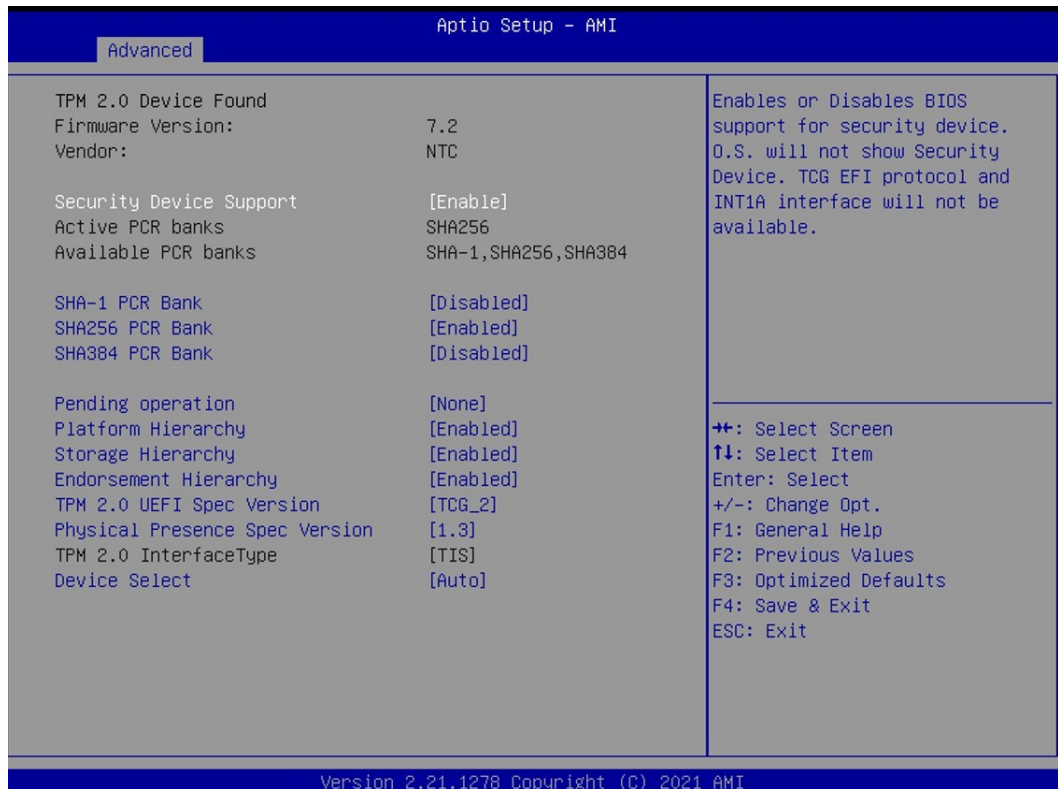 Aptio Setup - AMI
Advanced
TPM 2.0 Device Found
Firmware Version: 7.2
Vendor: NTC
Security Device Support [Enable]
Active PCR banks SHA256
Available PCR banks SHA-1,SHA256,SHA384
SHA-1 PCR Bank [Disabled]
SHA256 PCR Bank [Enabled]
SHA384 PCR Bank [Disabled]
Pending operation [None]
Platform Hierarchy [Enabled]
Storage Hierarchy [Enabled]
Endorsement Hierarchy [Enabled]
TPM 2.0 UEFI Spec Version [TCG_2]
Physical Presence Spec Version [1.3]
TPM 2.0 InterfaceType [TIS]
Device Select [Auto]
Enables or Disables BIOS
support for security device.
O.S. will not show Security
Device. TCG EFI protocol and
INT1A interface will not be
available.
→←: Select Screen
↑↓: Select Item
Enter: Select
+/-: Change Opt.
F1: General Help
F2: Previous Values
F3: Optimized Defaults
F4: Save & Exit
ESC: Exit
Version 2.21.1278 Copyright (C) 2021 AMI